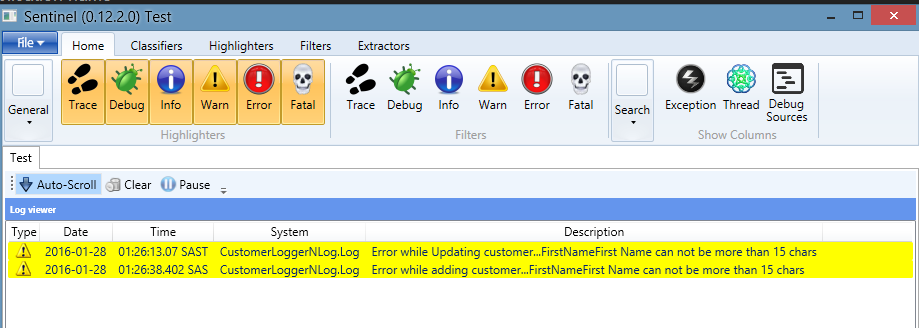 Sentinel (0.12.2.0) Test
File Home Classifiers Highlighters Filters Extractors
General Trace Debug Info Warn Error Fatal Trace Debug Info Warn Error Fatal Search Exception Thread Debug Sources
Highlighters Filters Show Columns
Test
Auto-Scroll Clear Pause
Log viewer
Type Date Time System Description
2016-01-28 01:26:13.07 SAST CustomerLoggerNLog.Log Error while Updating customer...FirstNameFirst Name can not be more than 15 chars
2016-01-28 01:26:38.402 SAS CustomerLoggerNLog.Log Error while adding customer...FirstNameFirst Name can not be more than 15 chars